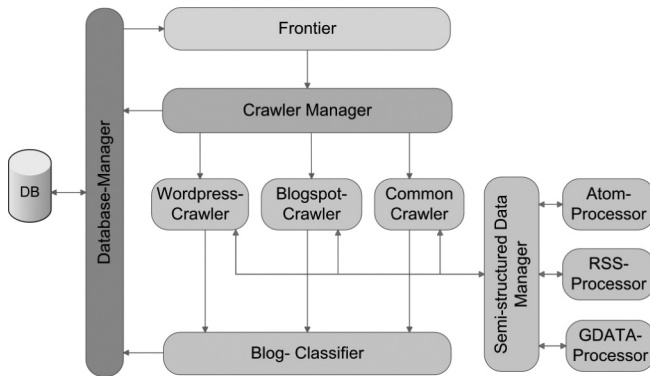 Frontier
Crawler Manager
DB
Database-Manager
Wordpress-
Crawler
Blogspot-
Crawler
Common
Crawler
Semi-structured Data
Manager
Atom-
Processor
RSS-
Processor
GDATA-
Processor
Blog- Classifier